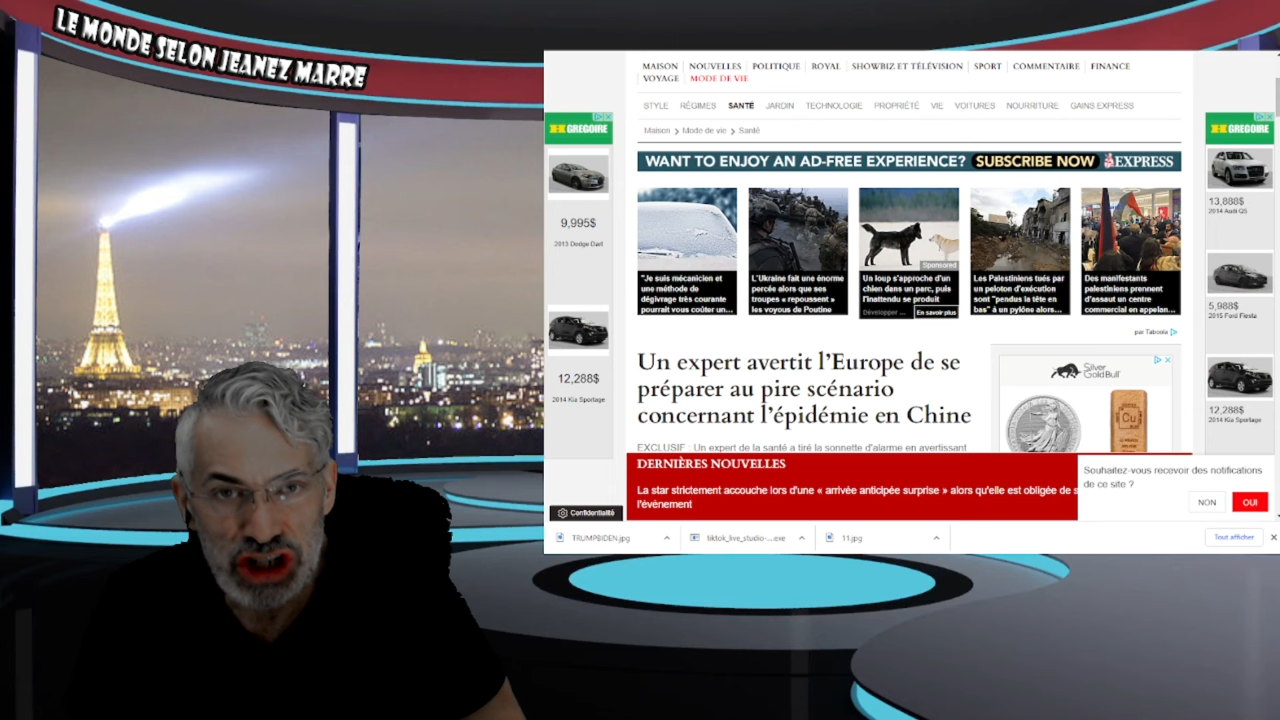 LE MONDE SELON JEANEZ MARRE
MAISON NOUVELLES POLITIQUE ROYAL SHOWBIZ ET TÉLÉVISION SPORT COMMENTAIRE FINANCE
VOYAGE MODE DE VIE
STYLE RÉGIMES SANTÉ JARDIN TECHNOLOGIE PROPRIÉTÉ VIE VOITURES NOURRITURE GAINS EXPRESS
Maison > Mode de vie > Santé
GREGOIRE
9,995$
2013 Dodge Dart
12,288$
2014 Kia Sportage
WANT TO ENJOY AN AD-FREE EXPERIENCE? SUBSCRIBE NOW EXPRESS
"Je suis mécanicien et
une méthode de
dégivrage très courante
pourrait vous coûter un...
L'Ukraine fait une énorme
percée alors que ses
troupes « repoussent »
les voyous de Poutine
Sponsored
Un loup s'approche d'un
chien dans un parc, puis
l'inattendu se produit
Développer ... En savoir plus
Les Palestiniens tués par
un peloton d'exécution
sont "pendus la tête en
bas" à un pylône alors...
Des manifestants
palestiniens prennent
d'assaut un centre
commercial en appelan...
par Taboola
GREGOIRE
13,888$
2014 Audi Q5
5,988$
2015 Ford Fiesta
12,288$
2014 Kia Sportage
Un expert avertit l'Europe de se
préparer au pire scénario
concernant l'épidémie en Chine
EXCLUSIF : Un expert de la santé a tiré la sonnette d'alarme en avertissant
Silver
Gold Bull
Cu
DERNIÈRES NOUVELLES
La star strictement accouche lors d'une « arrivée anticipée surprise » alors qu'elle est obligée de s
l'événement
Souhaitez-vous recevoir des notifications
de ce site ?
NON OUI
Confidentialité
TRUMPBIDEN.jpg tiktok_live_studio-....exe 11.jpg Tout afficher